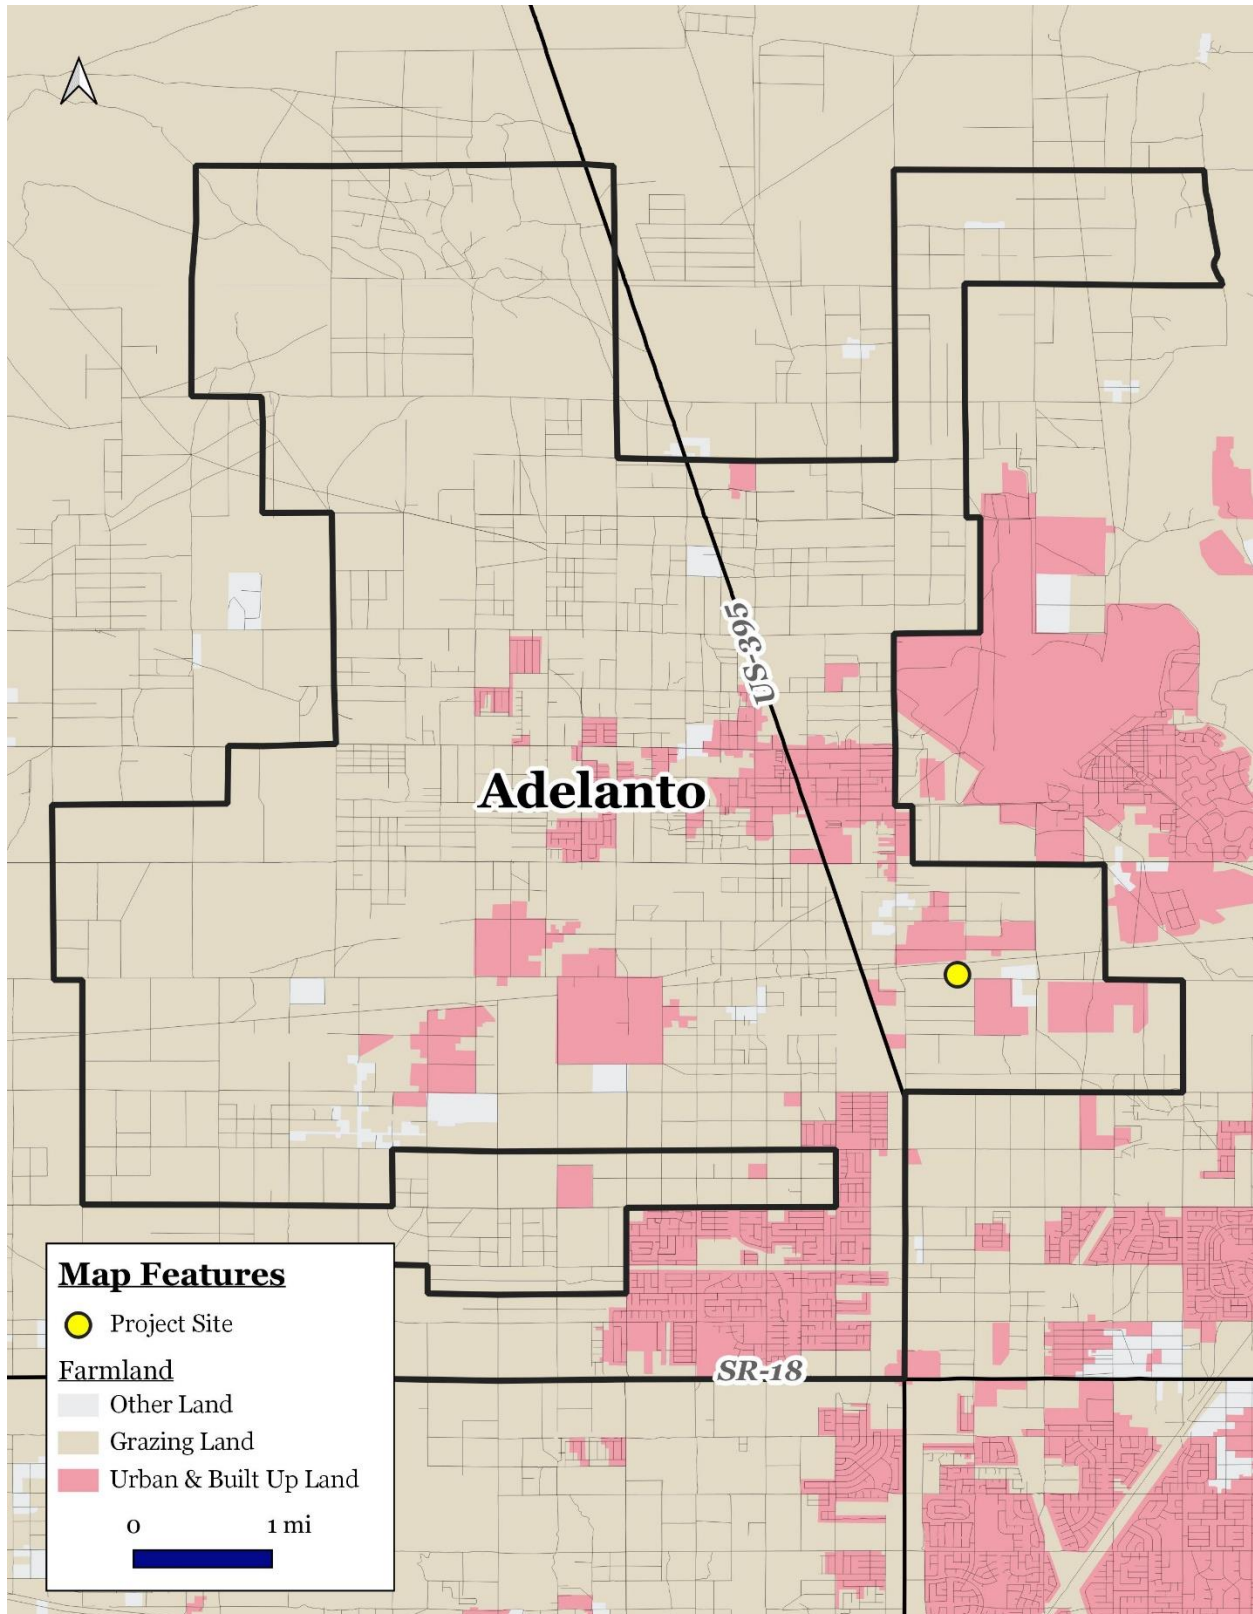 US-395
Adelanto
SR-18
Map Features
Project Site
Farmland
Other Land
Grazing Land
Urban & Built Up Land
0 1 mi